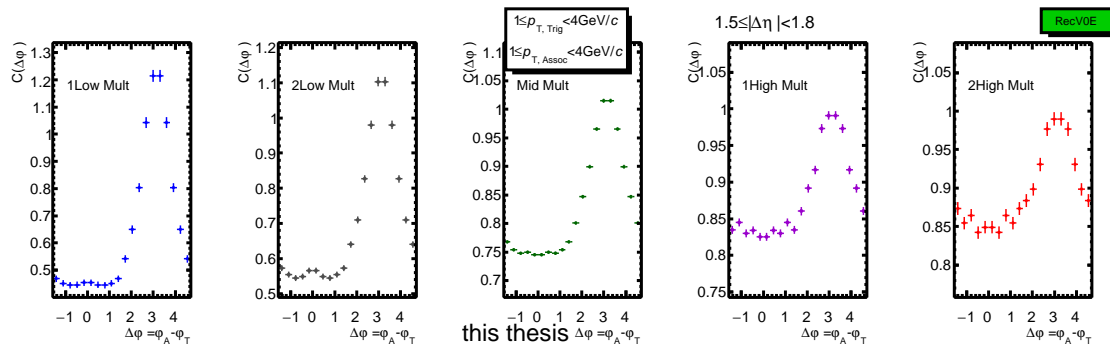 1≤p_T, Trig<4GeV/c
1≤p_T, Assoc<4GeV/c
1.5≤|Δη|<1.8
RecV0E
C(Δφ)
1Low Mult
1.3
1.2
1.1
1
0.9
0.8
0.7
0.6
0.5
−1 0 1 2 3 4
Δφ =φ_A-φ_T
C(Δφ)
2Low Mult
1.2
1.1
1
0.9
0.8
0.7
0.6
0.5
−1 0 1 2 3 4
Δφ =φ_A-φ_T
C(Δφ)
Mid Mult
1.1
1.05
1
0.95
0.9
0.85
0.8
0.75
0.7
−1 0 1 2 3 4
Δφ =φ_A-φ_T
this thesis
C(Δφ)
1High Mult
1.05
1
0.95
0.9
0.85
0.8
0.75
−1 0 1 2 3 4
Δφ =φ_A-φ_T
C(Δφ)
2High Mult
1.05
1
0.95
0.9
0.85
0.8
−1 0 1 2 3 4
Δφ =φ_A-φ_T